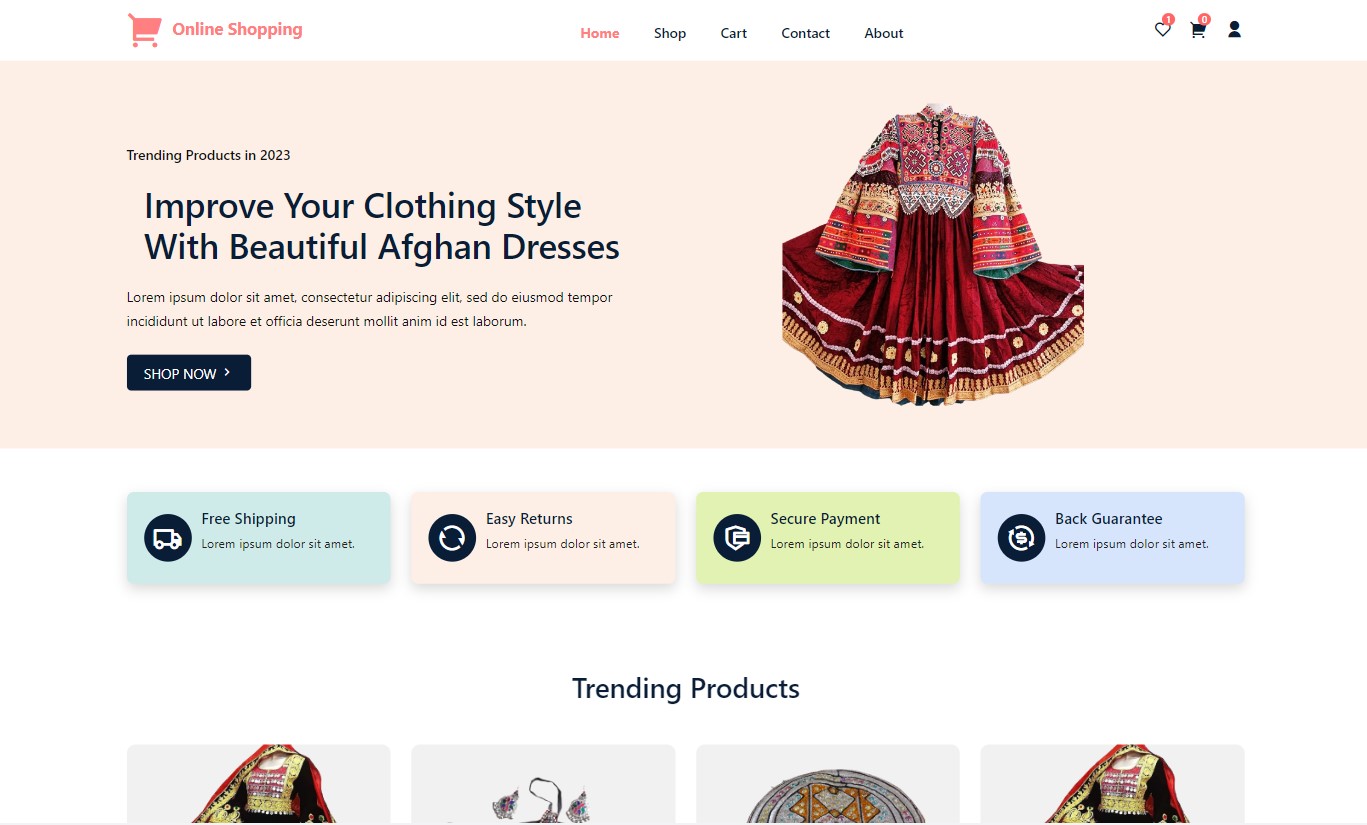 Online Shopping
Home Shop Cart Contact About
1 0
Trending Products in 2023
Improve Your Clothing Style
With Beautiful Afghan Dresses
Lorem ipsum dolor sit amet, consectetur adipiscing elit, sed do eiusmod tempor
incididunt ut labore et officia deserunt mollit anim id est laborum.
SHOP NOW
Free Shipping
Lorem ipsum dolor sit amet.
Easy Returns
Lorem ipsum dolor sit amet.
Secure Payment
Lorem ipsum dolor sit amet.
Back Guarantee
Lorem ipsum dolor sit amet.
Trending Products